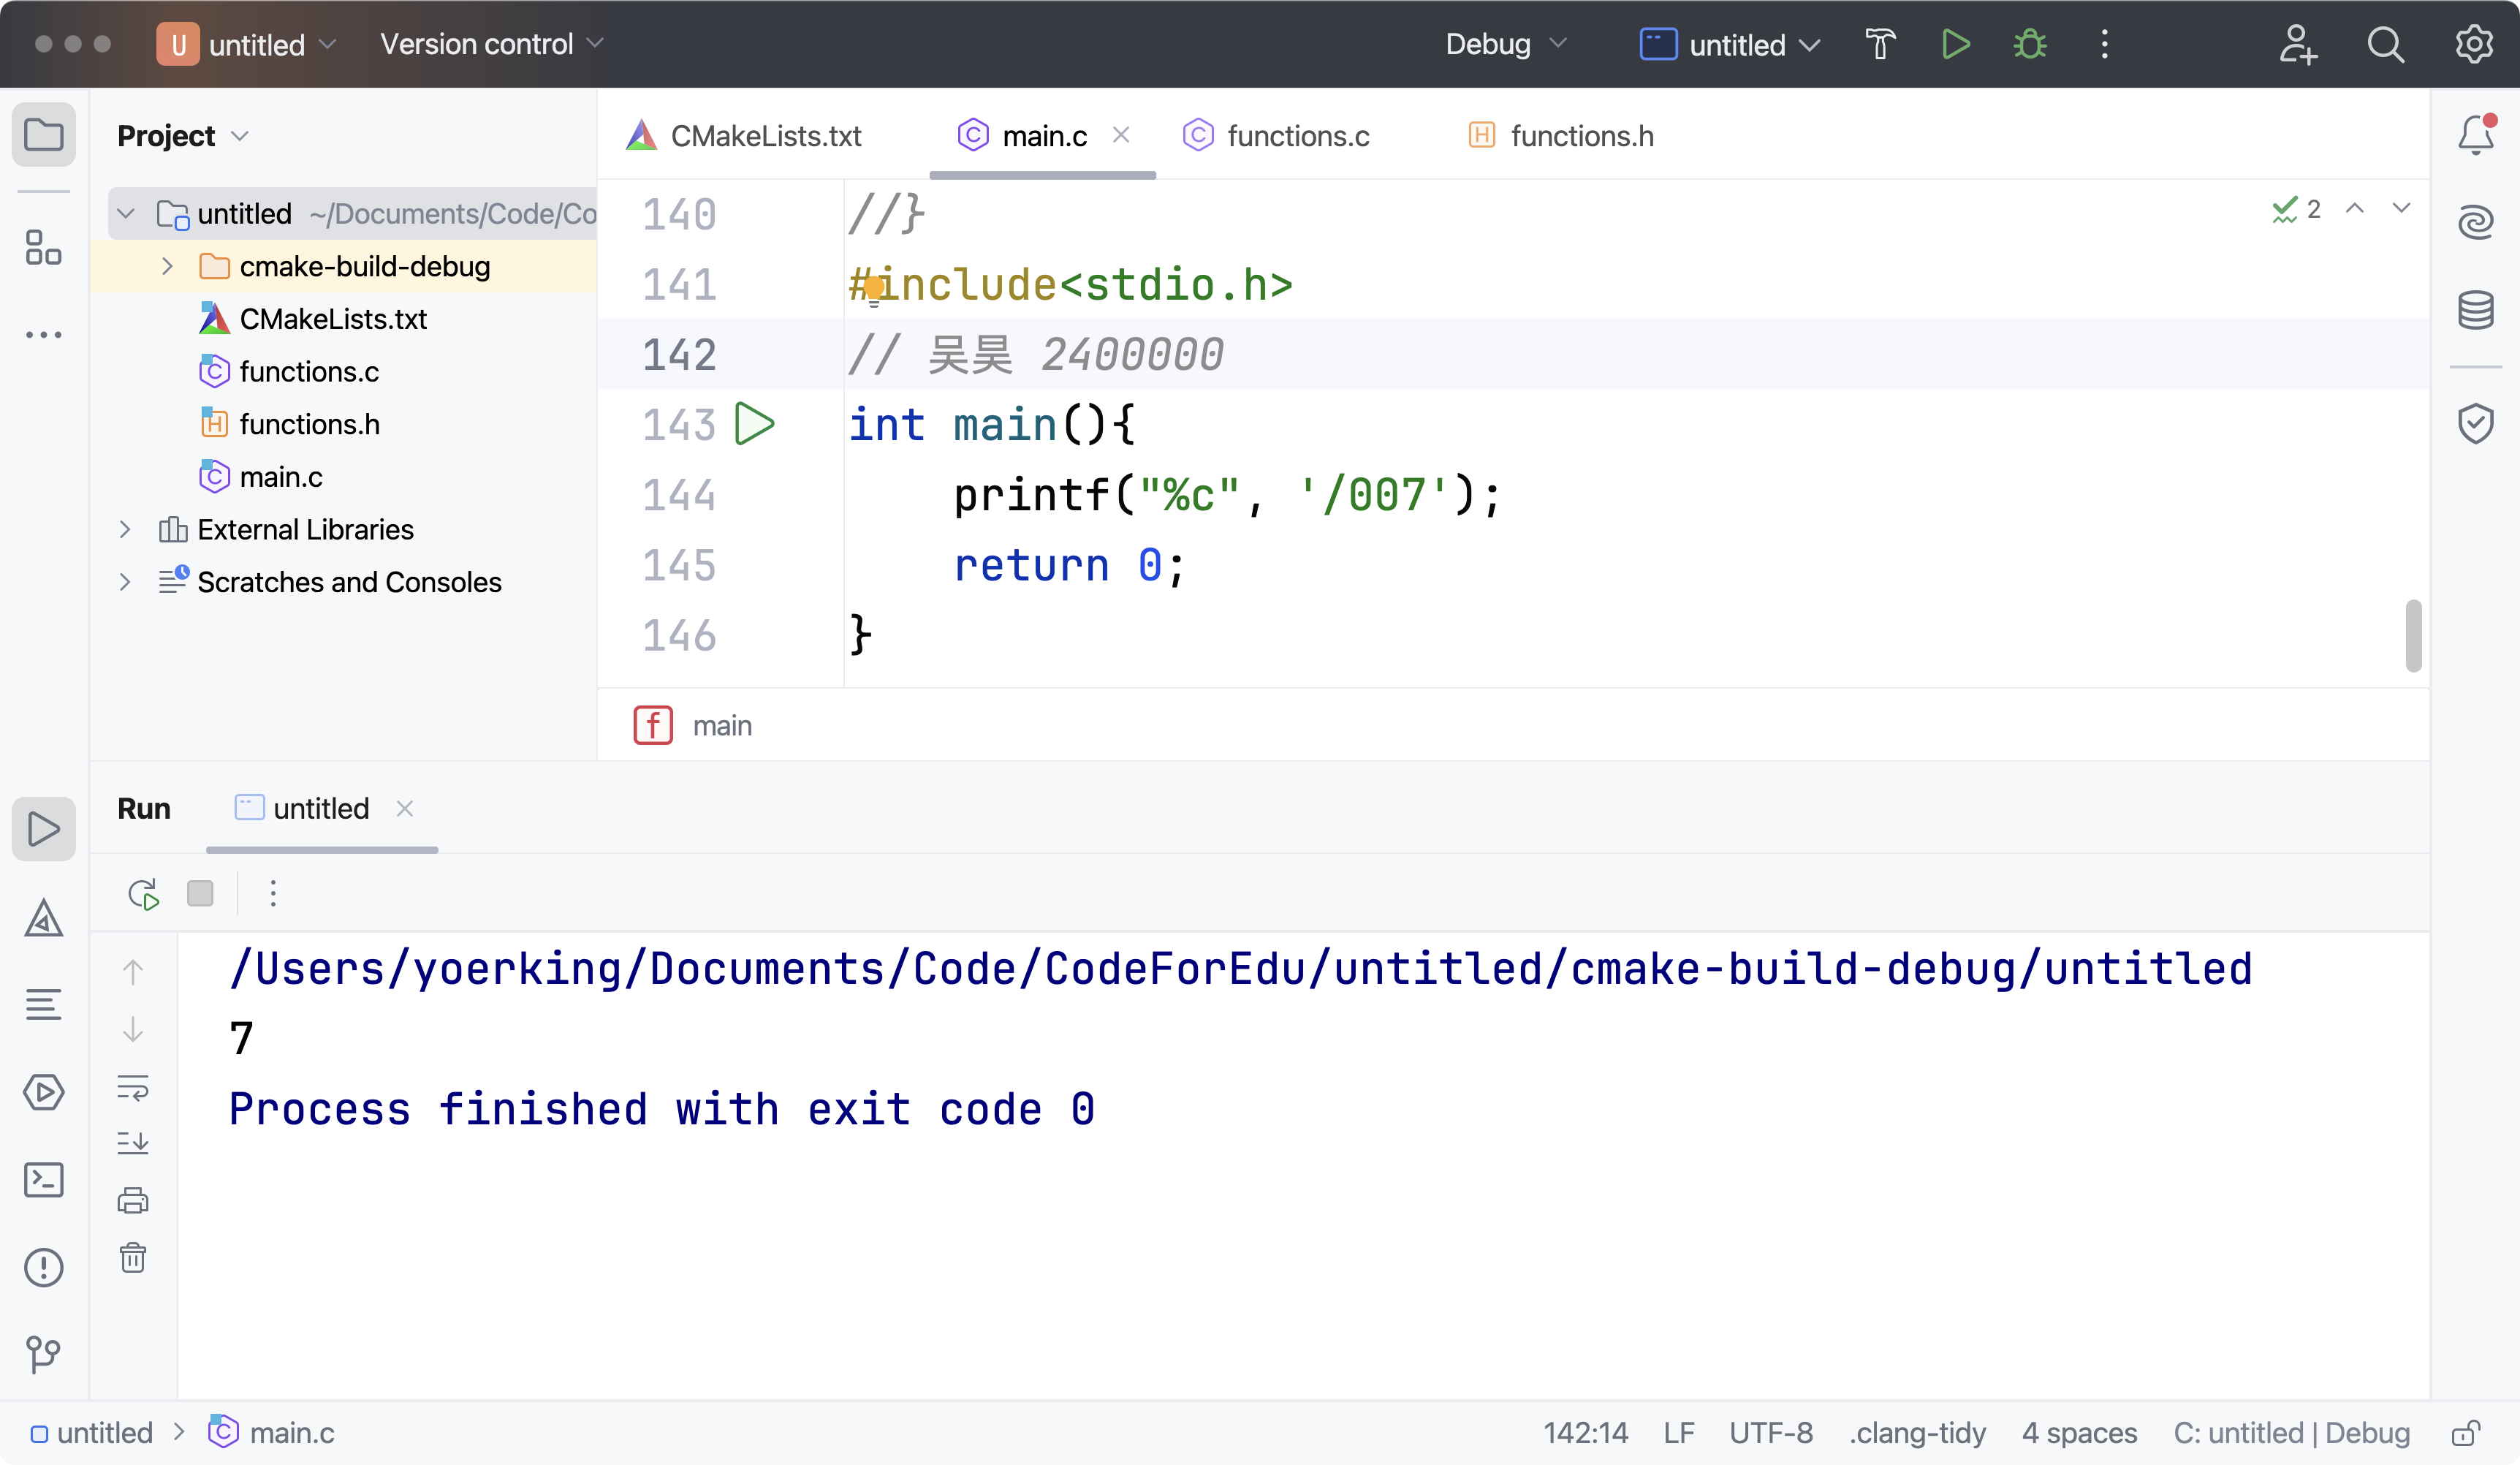 U untitled Version control Debug untitled
Project
CMakeLists.txt main.c functions.c functions.h
untitled ~/Documents/Code/Co
cmake-build-debug
CMakeLists.txt
functions.c
functions.h
main.c
External Libraries
Scratches and Consoles
2
140 //}
141 #include<stdio.h>
142 // 吴昊 2400000
143 int main(){
144 printf("%c", '/007');
145 return 0;
146 }
f main
Run untitled
/Users/yoerking/Documents/Code/CodeForEdu/untitled/cmake-build-debug/untitled
7
Process finished with exit code 0
untitled main.c 142:14 LF UTF-8 .clang-tidy 4 spaces C: untitled | Debug